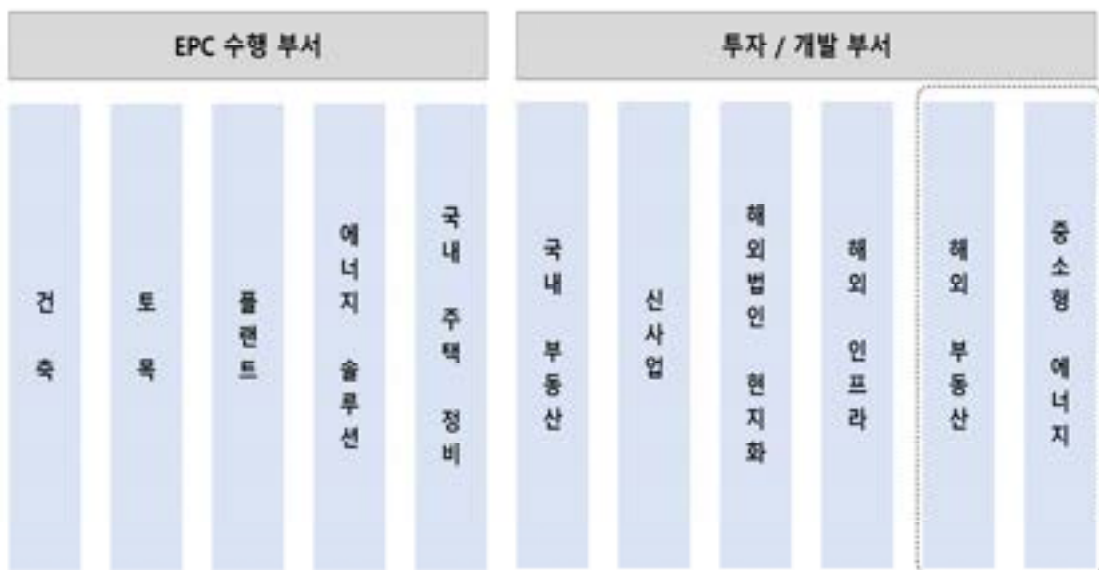 EPC 수행 부서
투자 / 개발 부서
건축
토목
플랜트
에너지 솔루션
국내 주택 정비
국내 부동산
신사업
해외법인 현지화
해외 인프라
해외 부동산
중소형 에너지